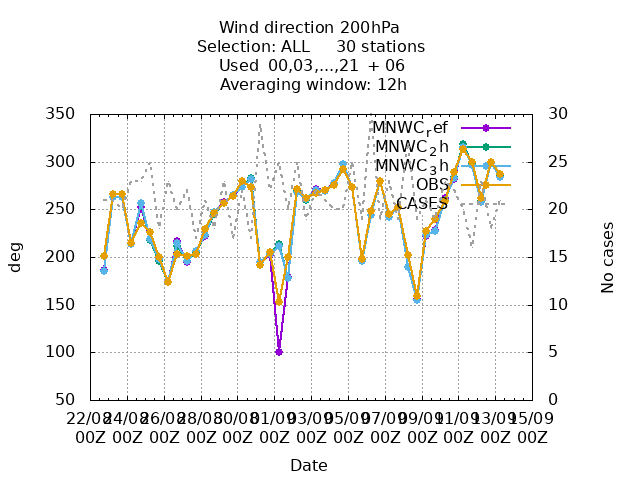 Wind direction 200hPa
Selection: ALL     30 stations
Used  00,03,...,21  + 06
Averaging window: 12h
350 300 250 200 150 100 50
30 25 20 15 10 5 0
deg
No cases
MNWC_ref
MNWC_2h
MNWC_3h
OBS
CASES
22/08 24/08 26/08 28/08 30/08 01/09 03/09 05/09 07/09 09/09 11/09 13/09 15/09
00Z 00Z 00Z 00Z 00Z 00Z 00Z 00Z 00Z 00Z 00Z 00Z 00Z
Date